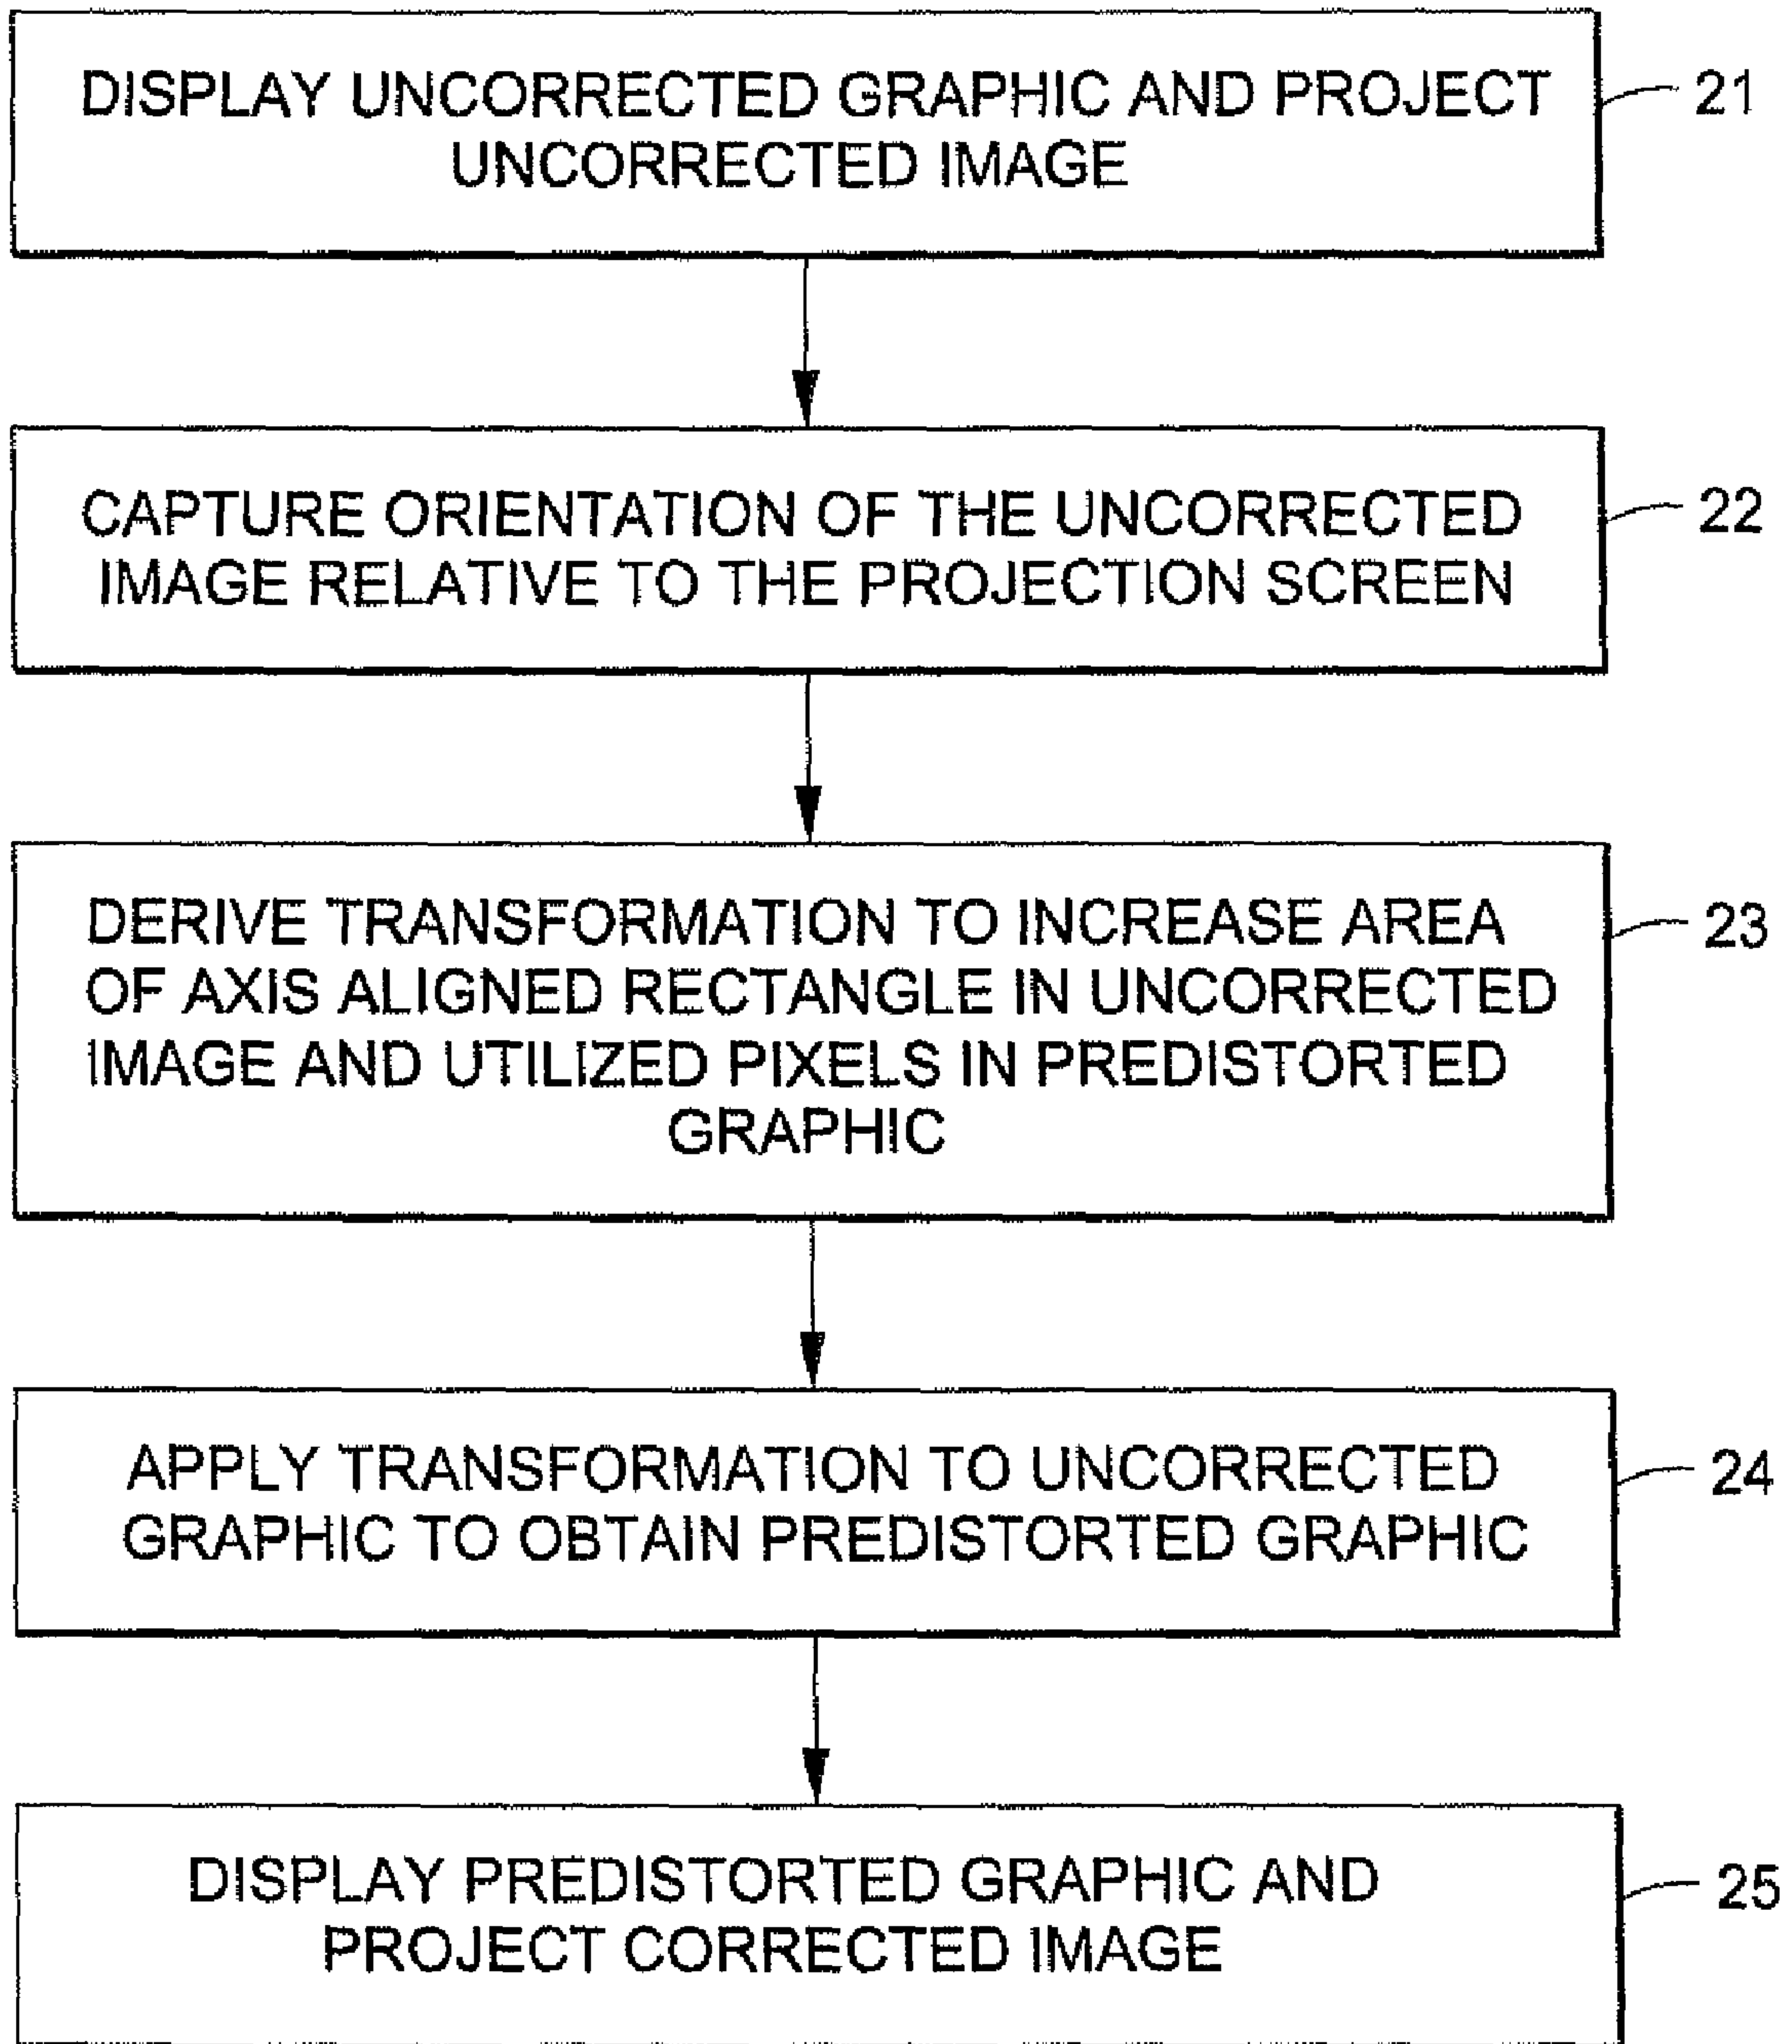 DISPLAY UNCORRECTED GRAPHIC AND PROJECT
UNCORRECTED IMAGE
21
CAPTURE ORIENTATION OF THE UNCORRECTED
IMAGE RELATIVE TO THE PROJECTION SCREEN
22
DERIVE TRANSFORMATION TO INCREASE AREA
OF AXIS ALIGNED RECTANGLE IN UNCORRECTED
IMAGE AND UTILIZED PIXELS IN PREDISTORTED
GRAPHIC
23
APPLY TRANSFORMATION TO UNCORRECTED
GRAPHIC TO OBTAIN PREDISTORTED GRAPHIC
24
DISPLAY PREDISTORTED GRAPHIC AND
PROJECT CORRECTED IMAGE
25